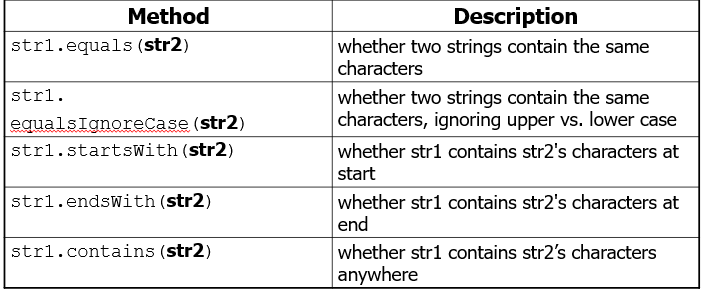 Method Description
str1.equals(str2) whether two strings contain the same
characters
str1.
equalsIgnoreCase(str2)
whether two strings contain the same
characters, ignoring upper vs. lower case
str1.startsWith(str2) whether str1 contains str2's characters at
start
str1.endsWith(str2) whether str1 contains str2's characters at
end
str1.contains(str2) whether str1 contains str2’s characters
anywhere